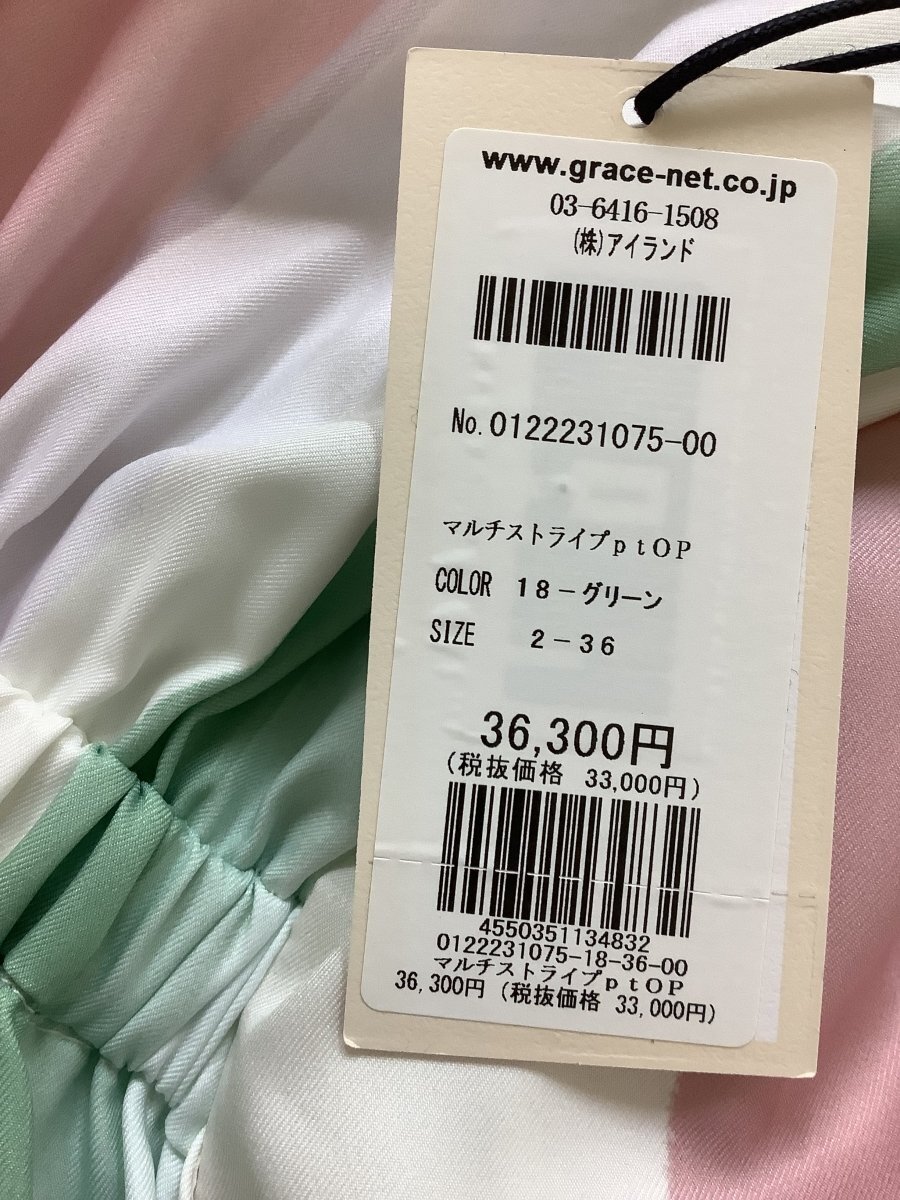 www.grace-net.co.jp
03-6416-1508
(株)アイランド
No.0122231075-00
マルチストライプptOP
COLOR 18-グリーン
SIZE 2-36
36,300円
(税抜価格 33,000円)
4550351134832
0122231075-18-36-00
マルチストライプptOP
36,300円 (税抜価格 33,000円)